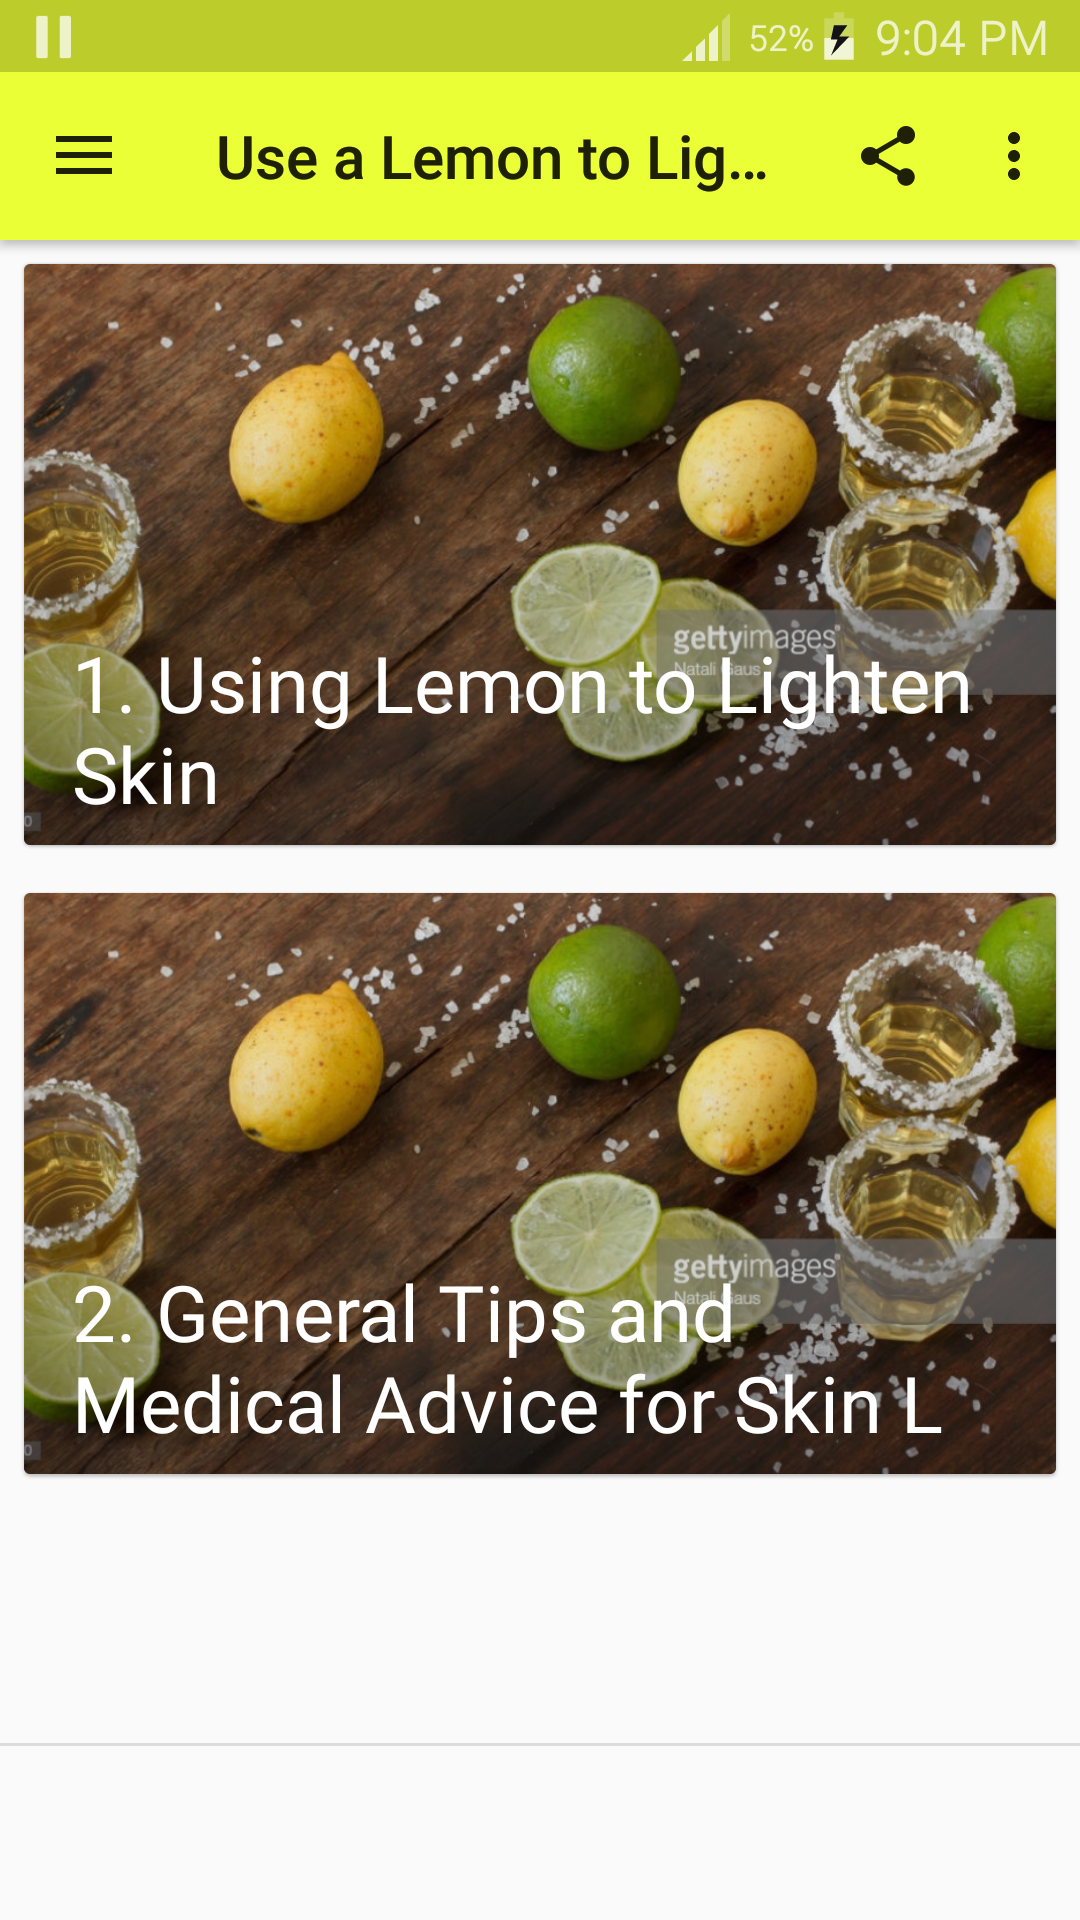 52% 9:04 PM
Use a Lemon to Lig...
gettyimages
Natali Gaus
1. Using Lemon to Lighten
Skin
gettyimages
Natali Gaus
2. General Tips and
Medical Advice for Skin L